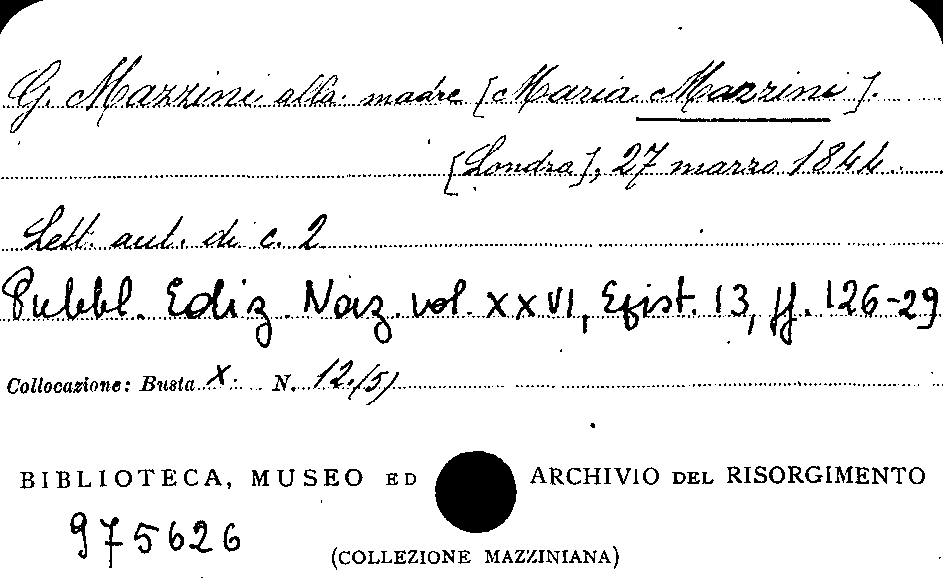 G. Mazzini alla madre [Maria Mazzini].
[Londra], 27 marzo 1844.
Lett. aut. di c. 2
Pubbl. Ediz. Naz. vol. XXVI, Epist. 13, pp. 126-29
Collocazione: Busta X. N. 12/(5)
BIBLIOTECA, MUSEO ED ARCHIVIO DEL RISORGIMENTO
975626
(COLLEZIONE MAZZINIANA)